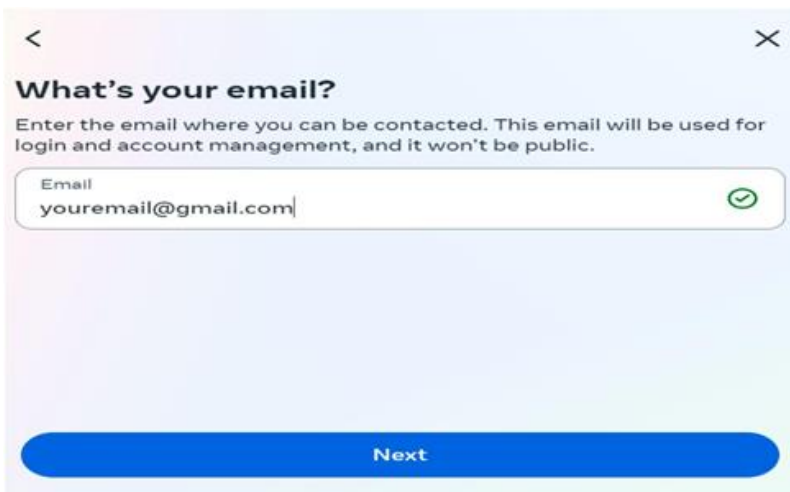 What's your email?
Enter the email where you can be contacted. This email will be used for
login and account management, and it won't be public.
Email
youremail@gmail.com
Next